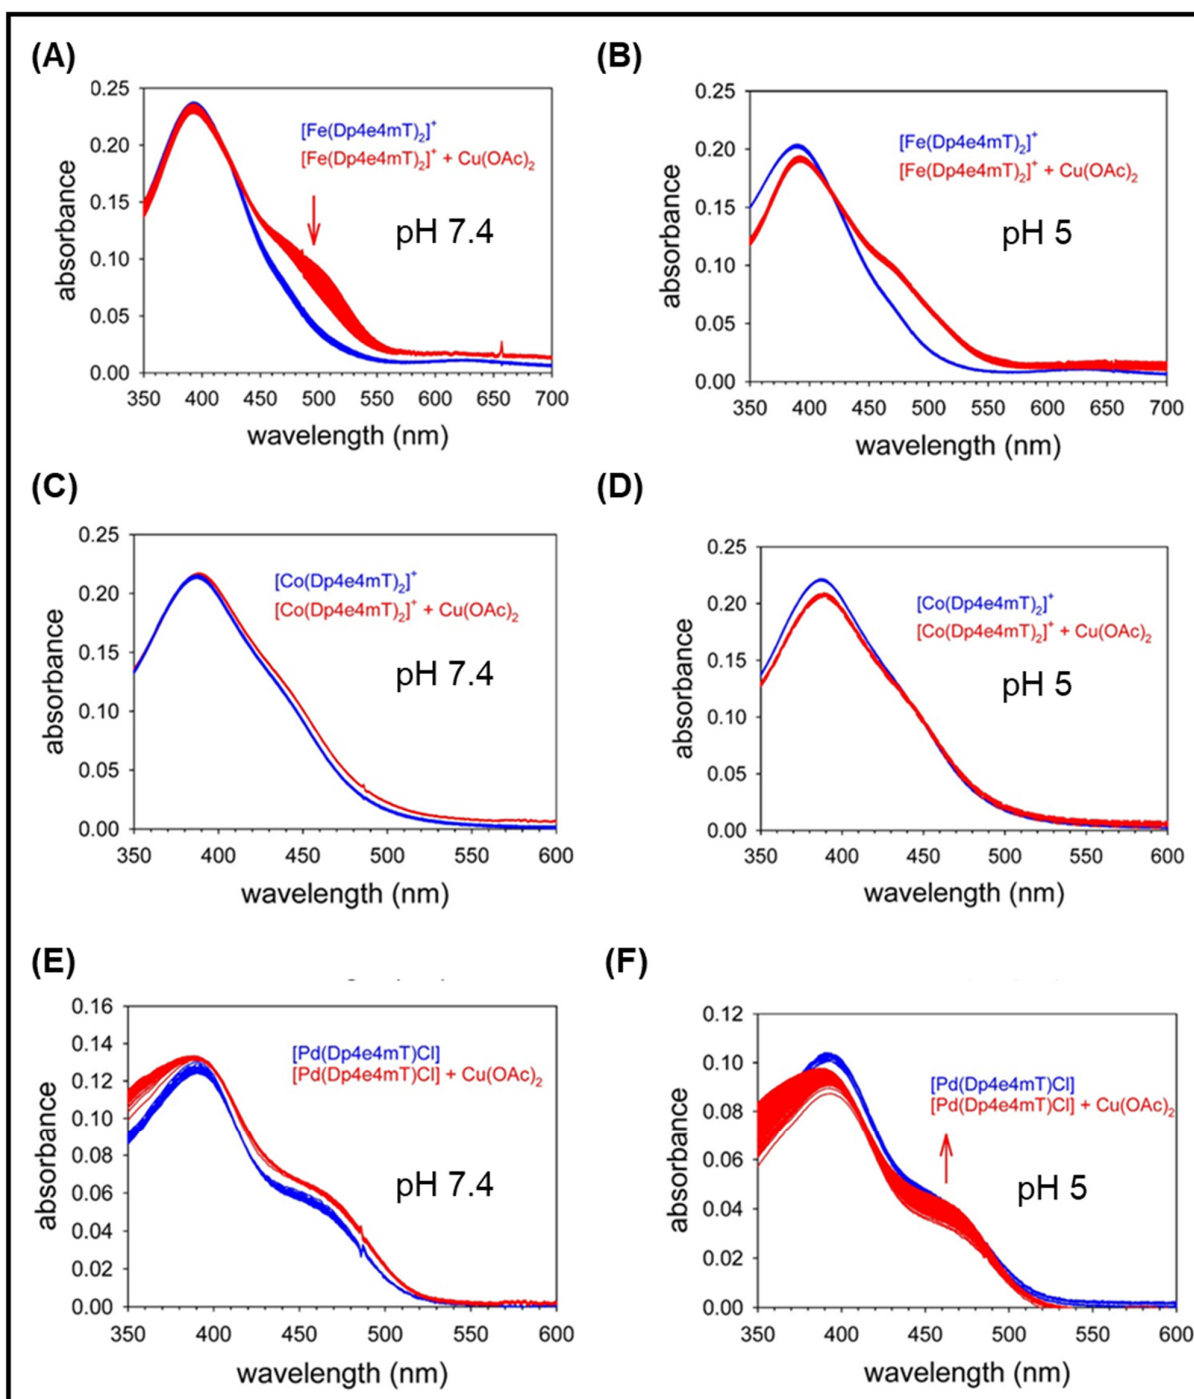 (A)
0.25
0.20
0.15
0.10
0.05
0.00
absorbance
[Fe(Dp4e4mT)₂]⁺
[Fe(Dp4e4mT)₂]⁺ + Cu(OAc)₂
pH 7.4
350 400 450 500 550 600 650 700
wavelength (nm)
(B)
0.25
0.20
0.15
0.10
0.05
0.00
absorbance
[Fe(Dp4e4mT)₂]⁺
[Fe(Dp4e4mT)₂]⁺ + Cu(OAc)₂
pH 5
350 400 450 500 550 600 650 700
wavelength (nm)
(C)
0.25
0.20
0.15
0.10
0.05
0.00
absorbance
[Co(Dp4e4mT)₂]⁺
[Co(Dp4e4mT)₂]⁺ + Cu(OAc)₂
pH 7.4
350 400 450 500 550 600
wavelength (nm)
(D)
0.25
0.20
0.15
0.10
0.05
0.00
absorbance
[Co(Dp4e4mT)₂]⁺
[Co(Dp4e4mT)₂]⁺ + Cu(OAc)₂
pH 5
350 400 450 500 550 600
wavelength (nm)
(E)
0.16
0.14
0.12
0.10
0.08
0.06
0.04
0.02
0.00
absorbance
[Pd(Dp4e4mT)Cl]
[Pd(Dp4e4mT)Cl] + Cu(OAc)₂
pH 7.4
350 400 450 500 550 600
wavelength (nm)
(F)
0.12
0.10
0.08
0.06
0.04
0.02
0.00
absorbance
[Pd(Dp4e4mT)Cl]
[Pd(Dp4e4mT)Cl] + Cu(OAc)₂
pH 5
350 400 450 500 550 600
wavelength (nm)